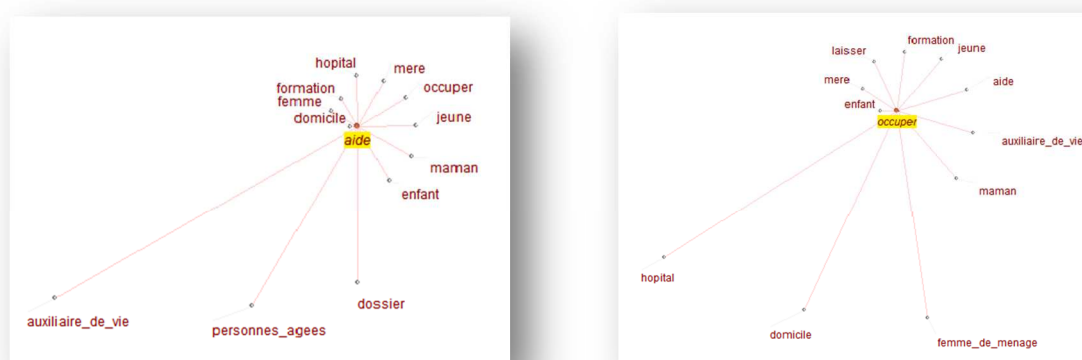 hopital
mere
formation
occuper
femme
domicile
jeune
aide
maman
enfant
dossier
auxiliaire_de_vie
personnes_agees
formation
laisser
jeune
mere
aide
enfant
occuper
auxiliaire_de_vie
maman
hopital
domicile
femme_de_menage